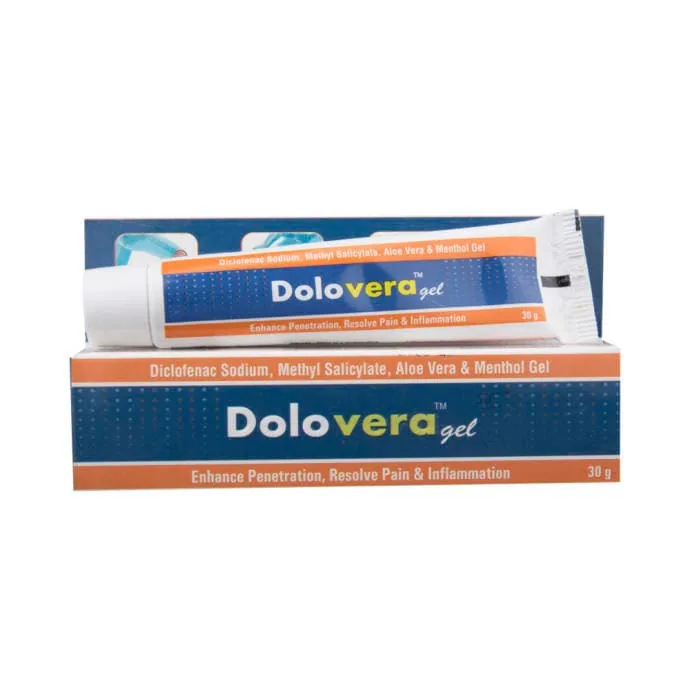 Diclofenac Sodium, Methyl Salicylate, Aloe Vera & Menthol Gel
Dolovera™ gel
Enhance Penetration, Resolve Pain & Inflammation 30 g
Diclofenac Sodium, Methyl Salicylate, Aloe Vera & Menthol Gel
Dolovera™ gel
Enhance Penetration, Resolve Pain & Inflammation 30 g